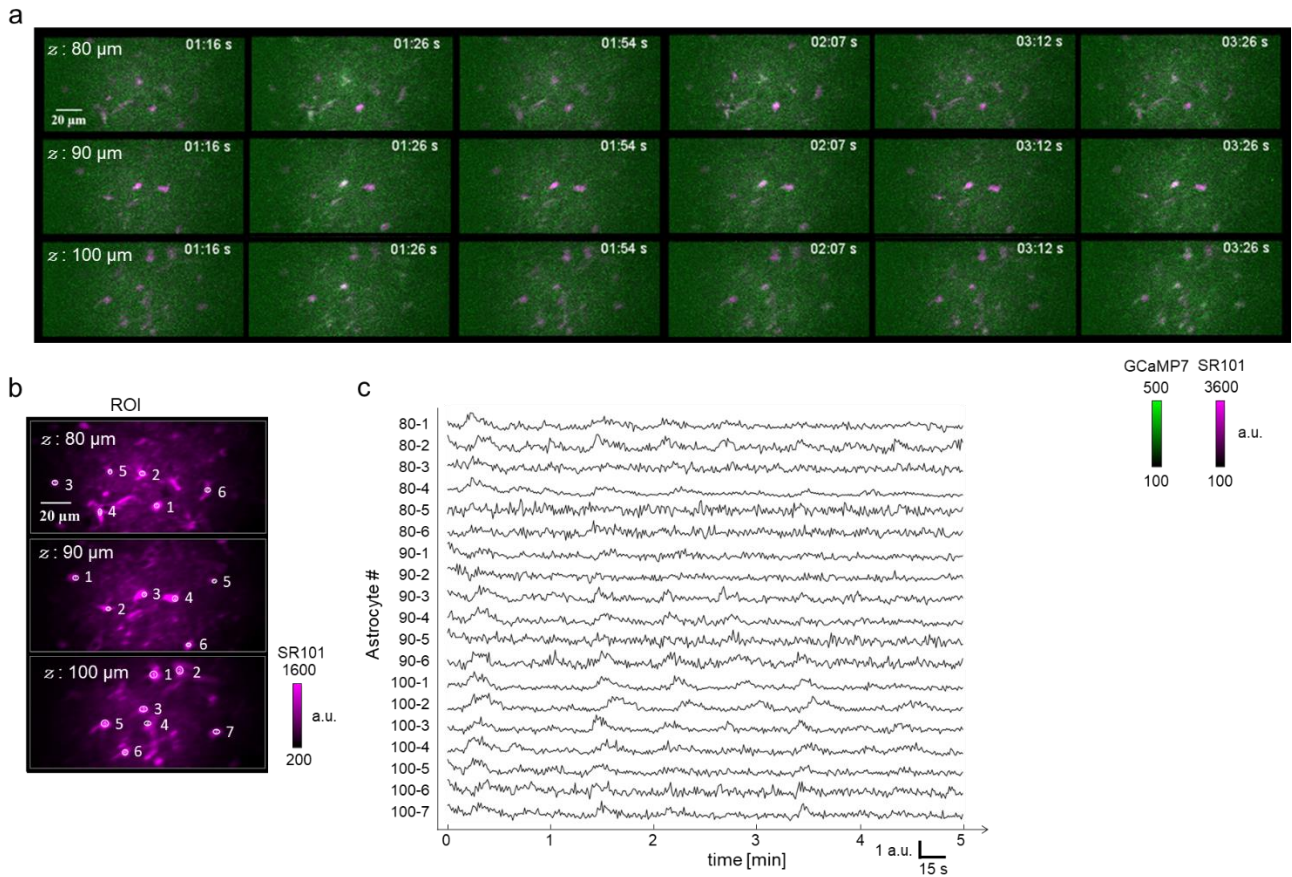 a
z : 80 µm
01:16 s
01:26 s
01:54 s
02:07 s
03:12 s
03:26 s
20 µm
z : 90 µm
01:16 s
01:26 s
01:54 s
02:07 s
03:12 s
03:26 s
z : 100 µm
01:16 s
01:26 s
01:54 s
02:07 s
03:12 s
03:26 s
GCaMP7 SR101
500 3600
a.u.
100 100
b
ROI
z : 80 µm
5
2
3
6
20 µm
4
1
z : 90 µm
1
5
3
4
2
6
z : 100 µm
1
2
3
5
4
7
6
SR101
1600
a.u.
200
c
Astrocyte #
80-1
80-2
80-3
80-4
80-5
80-6
90-1
90-2
90-3
90-4
90-5
90-6
100-1
100-2
100-3
100-4
100-5
100-6
100-7
0 1 2 3 4 5
time [min]
1 a.u.
15 s